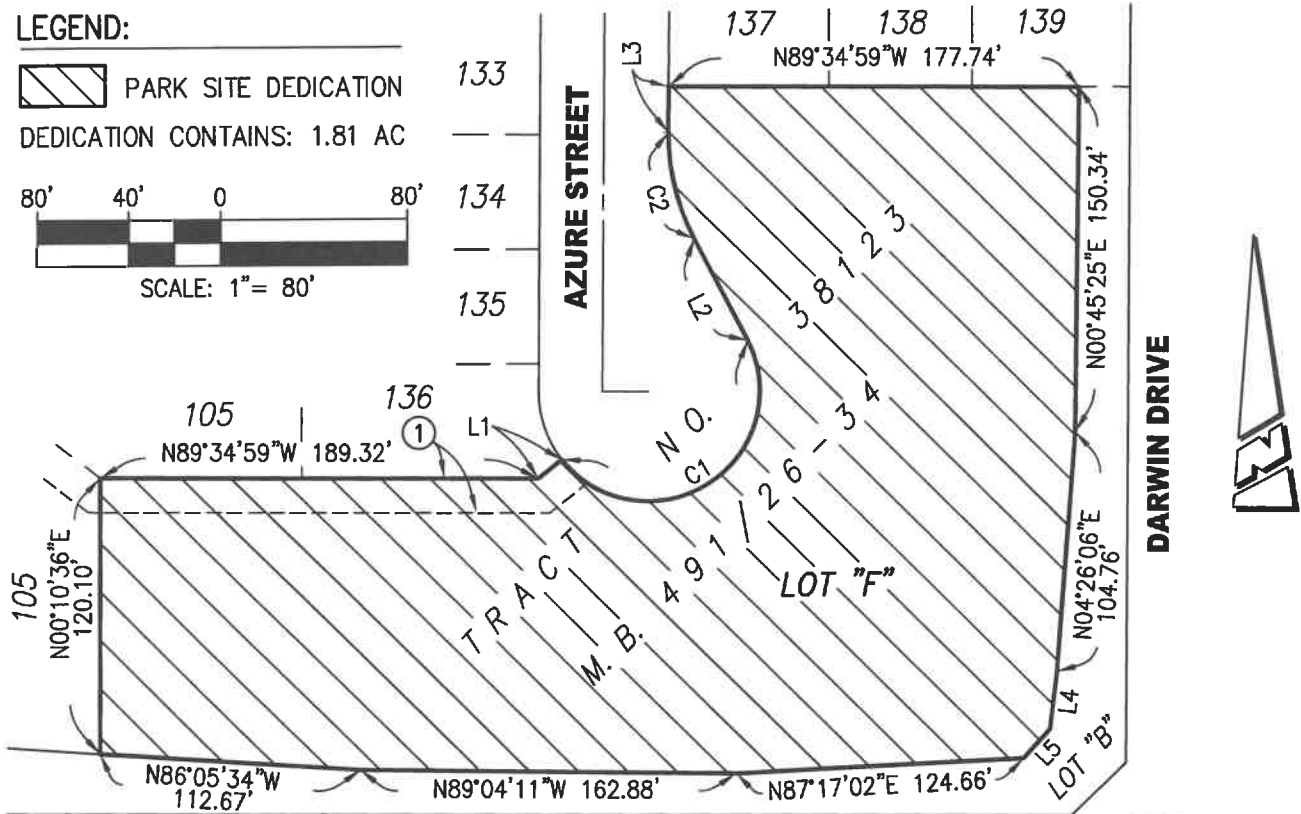 LEGEND:
PARK SITE DEDICATION
DEDICATION CONTAINS: 1.81 AC
80' 40' 0 80'
SCALE: 1"= 80'
133
134
135
AZURE STREET
L3
137
138
139
N89°34'59"W 177.74'
C2
L2
N00°45'25"E 150.34'
DARWIN DRIVE
105
136
N89°34'59"W 189.32'
1
L1
C1
TRACT NO. 38123
M. B. 491 / 26-34
LOT "F"
N04°26'06"E
104.76'
105
N00°10'36"E
120.10'
L4
L5
LOT "B"
N86°05'34"W
112.67'
N89°04'11"W 162.88'
N87°17'02"E 124.66'